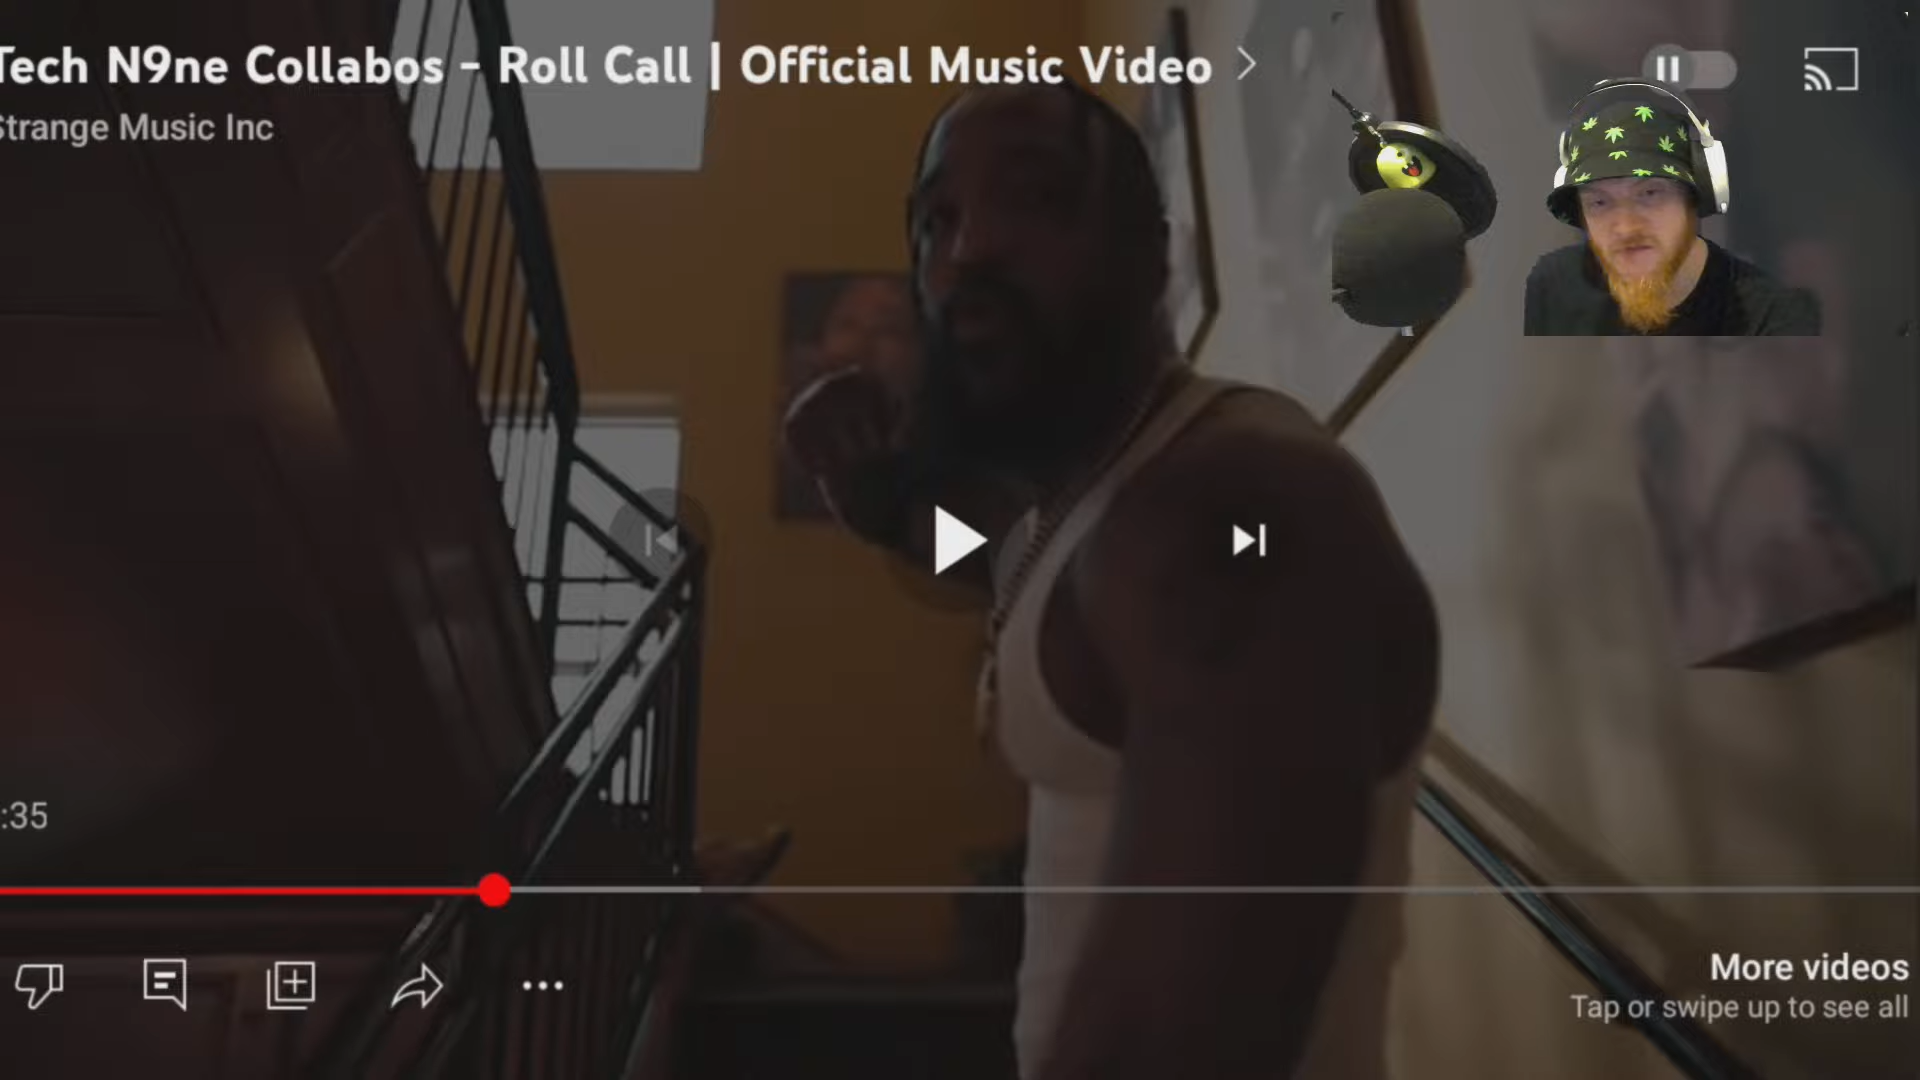 Tech N9ne Collabos - Roll Call | Official Music Video
Strange Music Inc
:35
More videos
Tap or swipe up to see all